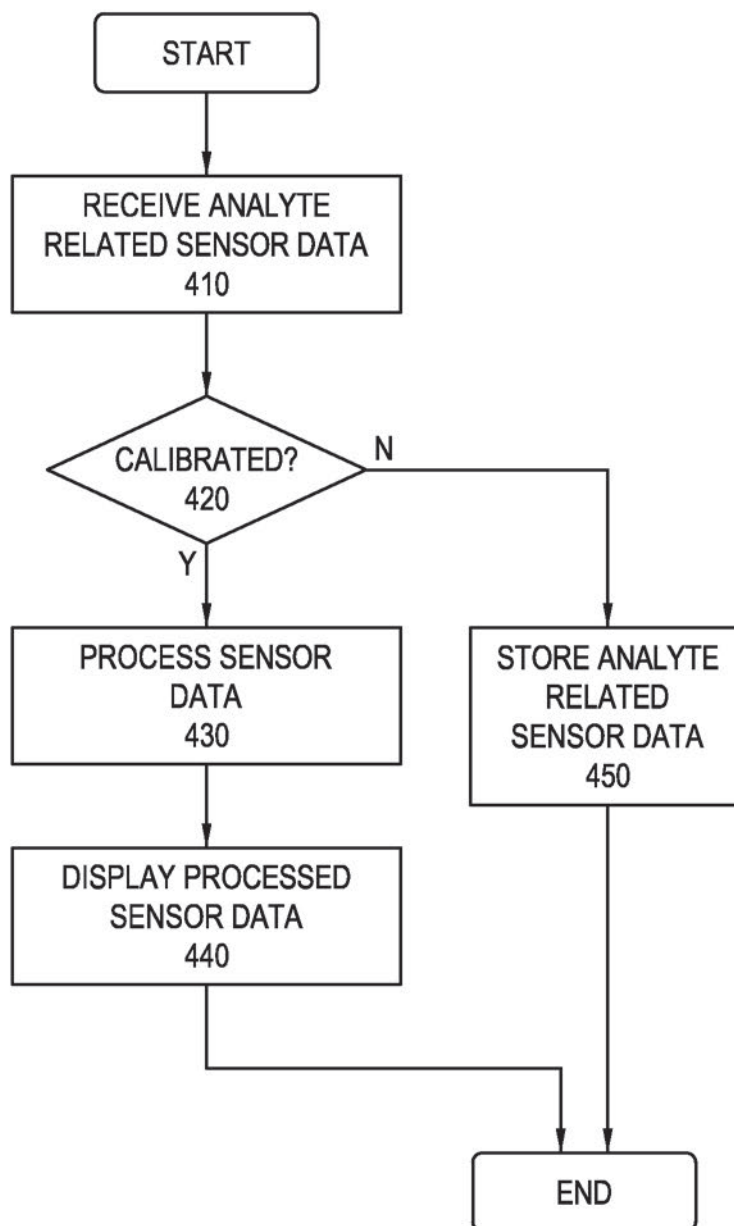 START
RECEIVE ANALYTE
RELATED SENSOR DATA
410
CALIBRATED?
420
N
Y
PROCESS SENSOR
DATA
430
STORE ANALYTE
RELATED
SENSOR DATA
450
DISPLAY PROCESSED
SENSOR DATA
440
END